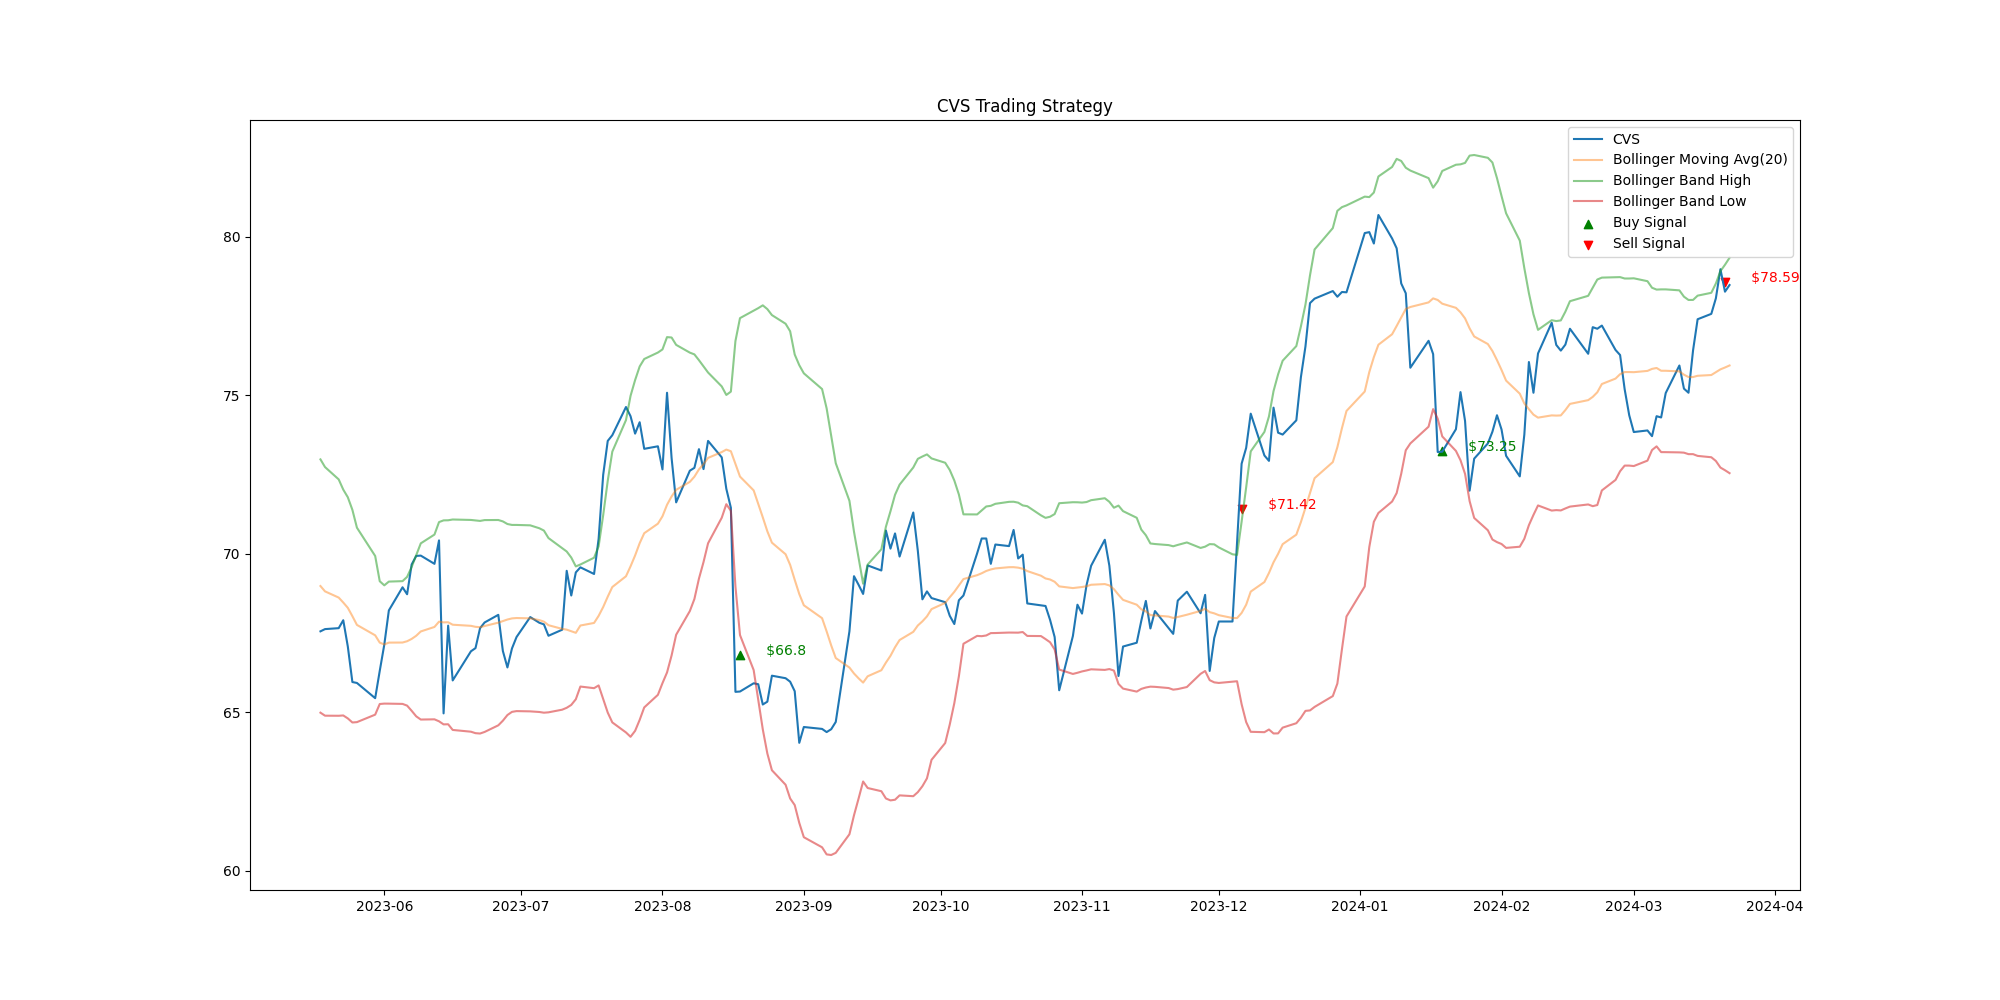 CVS Trading Strategy
CVS
Bollinger Moving Avg(20)
Bollinger Band High
Bollinger Band Low
Buy Signal
Sell Signal
80
75
70
65
60
$78.59
$73.25
$71.42
$66.8
2023-06 2023-07 2023-08 2023-09 2023-10 2023-11 2023-12 2024-01 2024-02 2024-03 2024-04